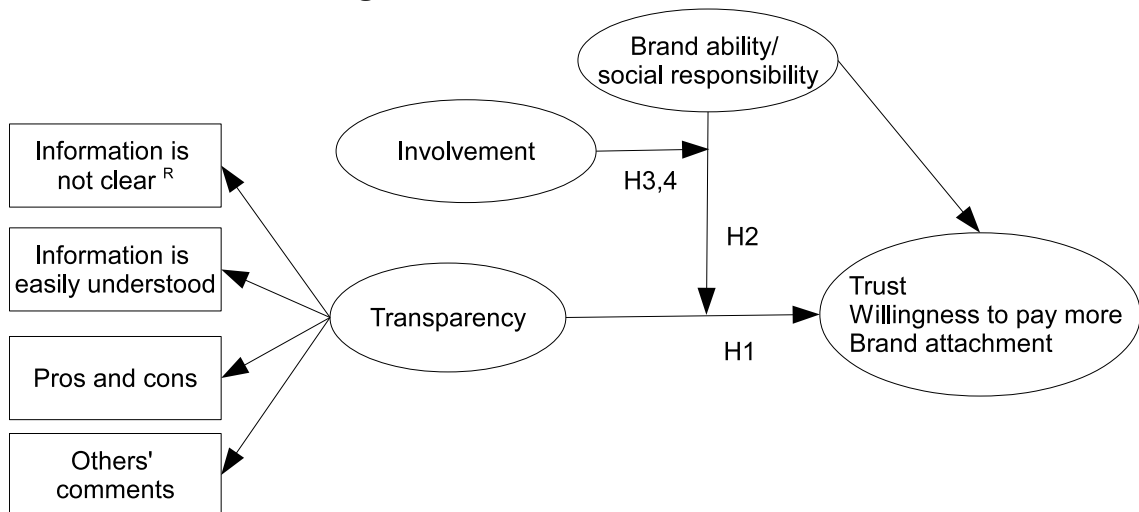 Brand ability/
social responsibility
Involvement
H3,4
Information is
not clear R
H2
Information is
easily understood
Transparency
Trust
Willingness to pay more
Brand attachment
H1
Pros and cons
Others'
comments